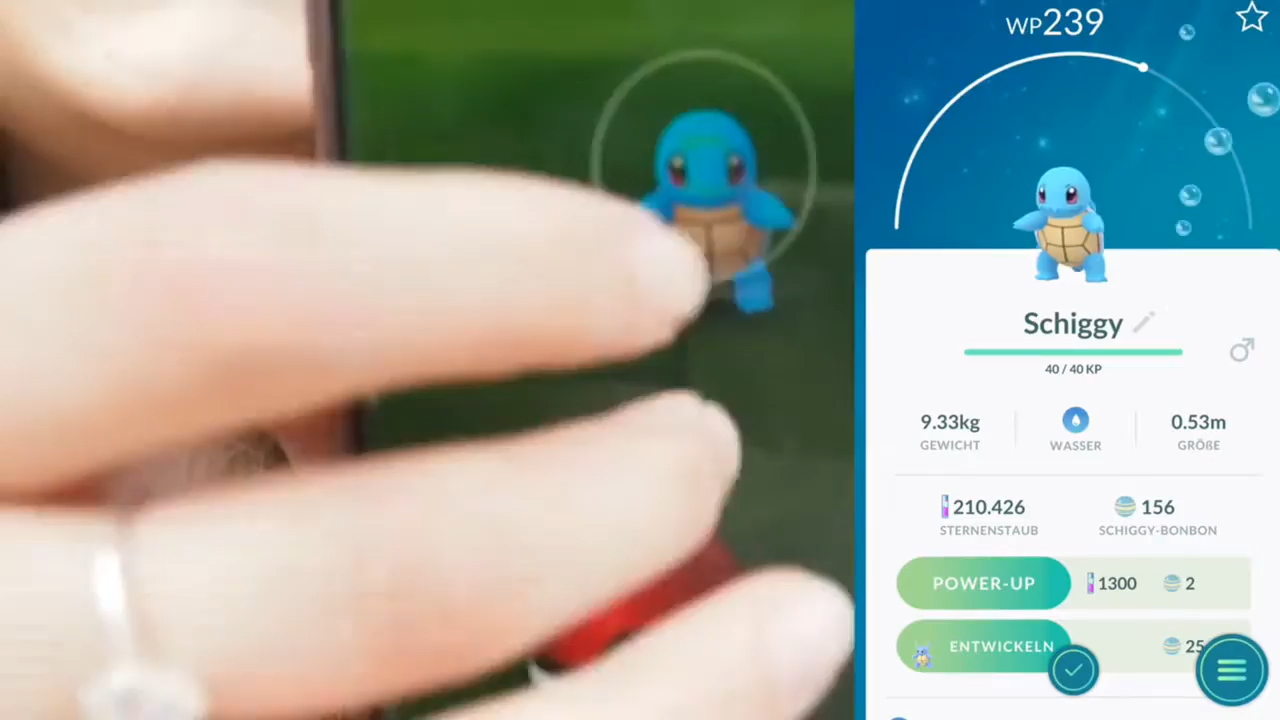 WP239
Schiggy
40 / 40 KP
9.33kg
GEWICHT
WASSER
0.53m
GRÖßE
210.426
STERNENSTAUB
156
SCHIGGY-BONBON
POWER-UP
1300
2
ENTWICKELN
25